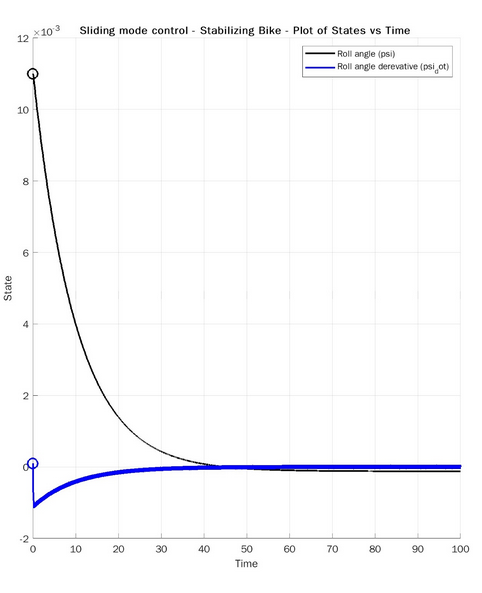 Sliding mode control - Stabilizing Bike - Plot of States vs Time
×10⁻³
Roll angle (psi)
Roll angle derevative (psi_dot)
12
10
8
6
4
2
0
-2
State
0 10 20 30 40 50 60 70 80 90 100
Time